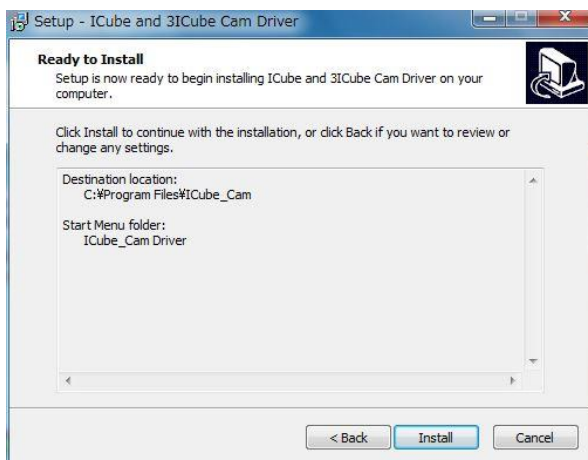 Setup - ICube and 3ICube Cam Driver
Ready to Install
Setup is now ready to begin installing ICube and 3ICube Cam Driver on your
computer.
Click Install to continue with the installation, or click Back if you want to review or
change any settings.
Destination location:
C:¥Program Files¥ICube_Cam
Start Menu folder:
ICube_Cam Driver
< Back
Install
Cancel